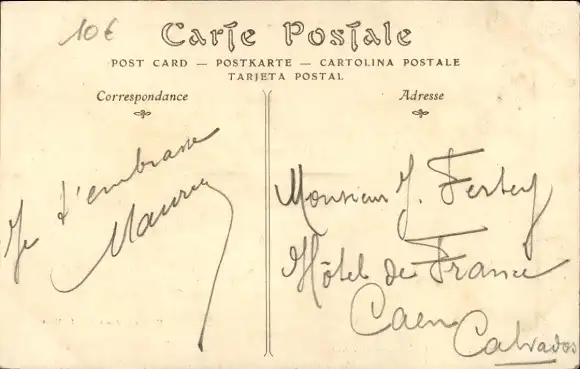 10€
Carte Postale
POST CARD — POSTKARTE — CARTOLINA POSTALE
TARJETA POSTAL
Correspondance
Adresse
Je t'embrasse
Maurice
Monsieur J.
Hôtel de France
Caen
Calvados